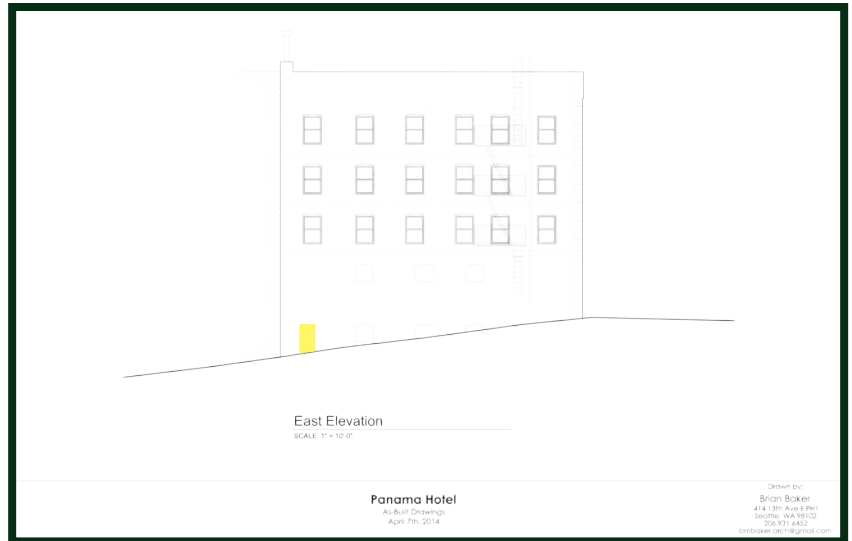 East Elevation
SCALE: 1" = 10'-0"
Panama Hotel
As-Built Drawings
April 7th, 2014
Drawn by:
Brian Baker
414 13th Ave E PH1
Seattle, WA 98102
206.931.6452
bmbaker.arch@gmail.com